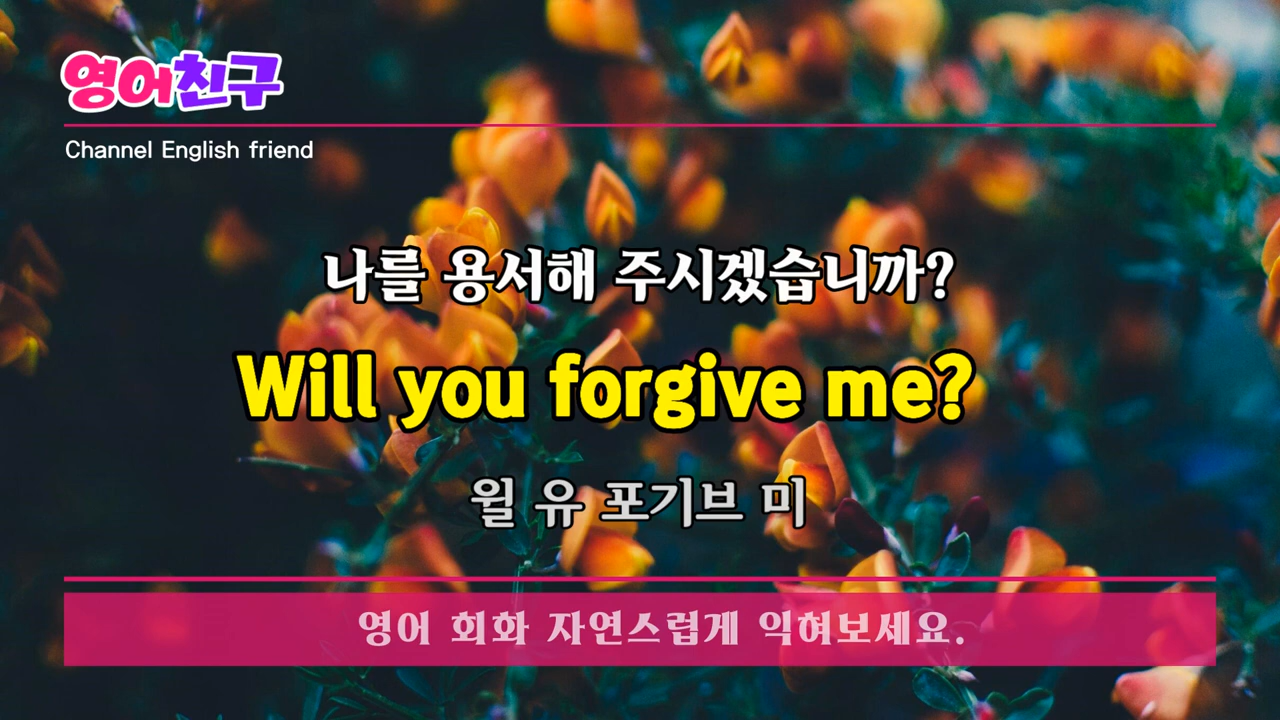 영어친구
Channel English friend
나를 용서해 주시겠습니까?
Will you forgive me?
윌 유 포기브 미
영어 회화 자연스럽게 익혀보세요.